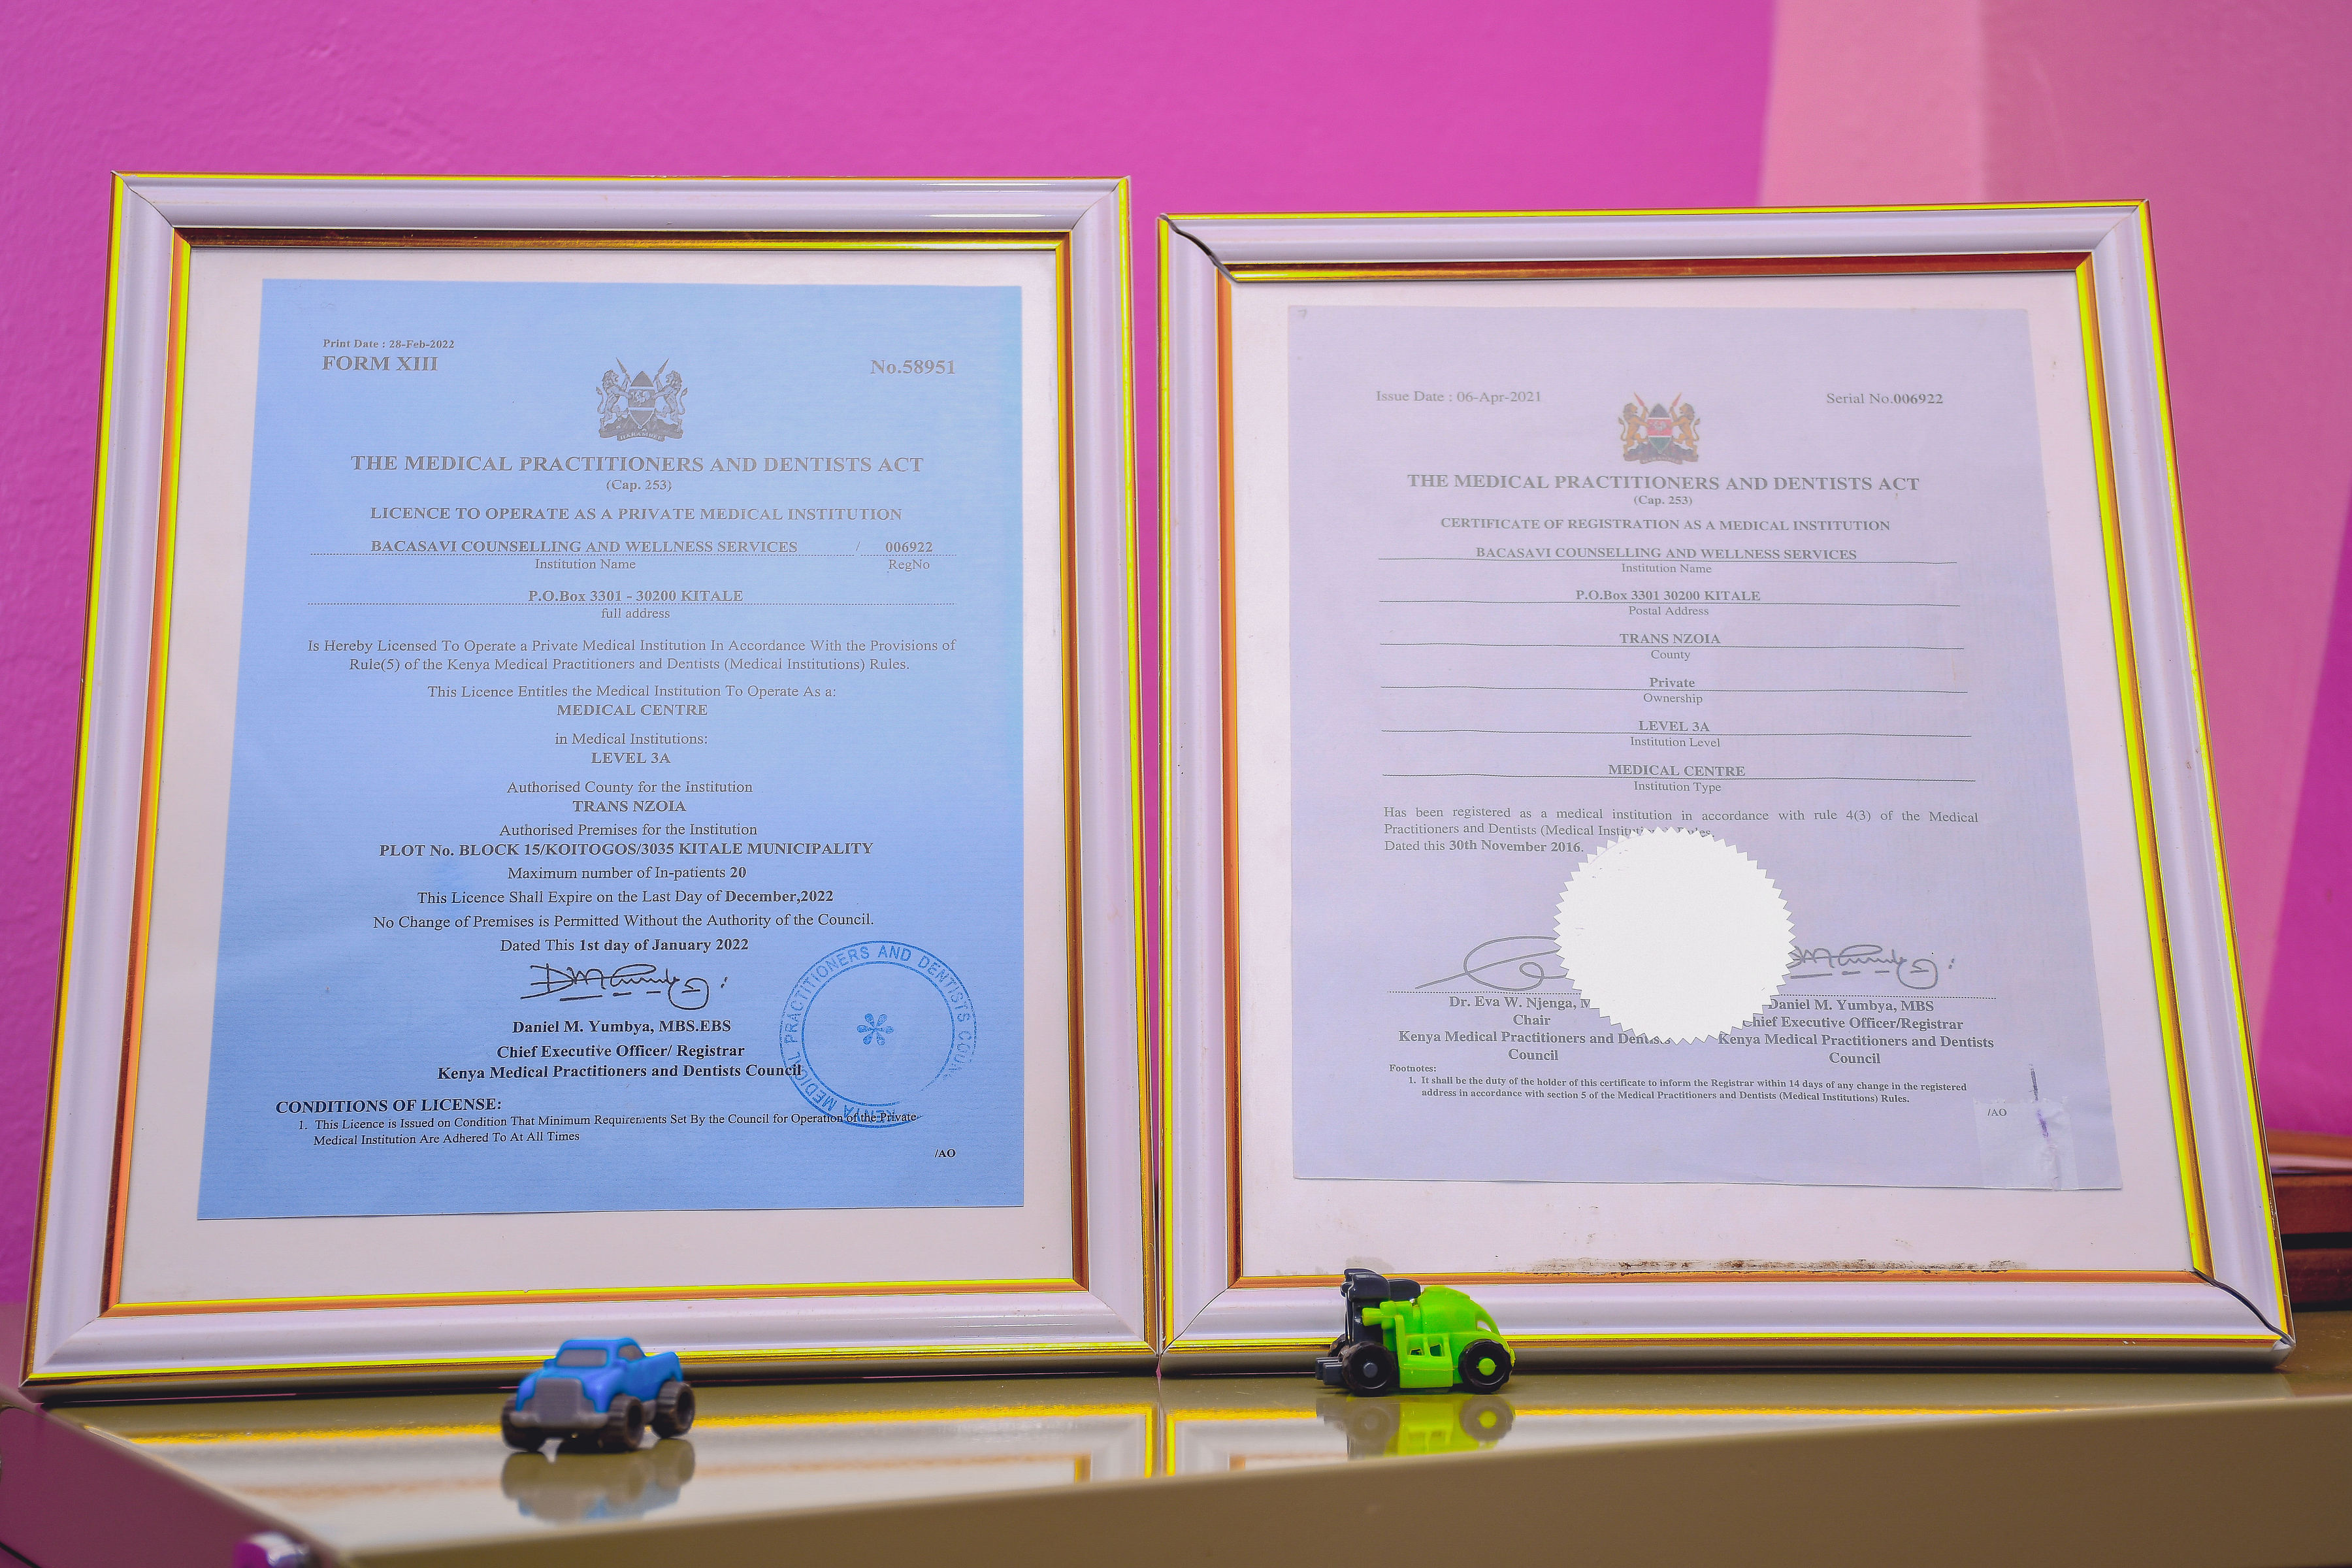 Print Date : 28-Feb-2022
FORM XIII
No.58951
HARAMBEE
THE MEDICAL PRACTITIONERS AND DENTISTS ACT
(Cap. 253)
LICENCE TO OPERATE AS A PRIVATE MEDICAL INSTITUTION
BACASAVI COUNSELLING AND WELLNESS SERVICES / 006922
Institution Name RegNo
P.O.Box 3301 - 30200 KITALE
full address
Is Hereby Licensed To Operate a Private Medical Institution In Accordance With the Provisions of
Rule(5) of the Kenya Medical Practitioners and Dentists (Medical Institutions) Rules.
This Licence Entitles the Medical Institution To Operate As a:
MEDICAL CENTRE
in Medical Institutions:
LEVEL 3A
Authorised County for the Institution
TRANS NZOIA
Authorised Premises for the Institution
PLOT No. BLOCK 15/KOITOGOS/3035 KITALE MUNICIPALITY
Maximum number of In-patients 20
This Licence Shall Expire on the Last Day of December,2022
No Change of Premises is Permitted Without the Authority of the Council.
Dated This 1st day of January 2022
Daniel M. Yumbya, MBS.EBS
Chief Executive Officer/ Registrar
Kenya Medical Practitioners and Dentists Council
KENYA MEDICAL PRACTITIONERS AND DENTISTS COUN
CONDITIONS OF LICENSE:
1. This Licence is Issued on Condition That Minimum Requirements Set By the Council for Operation of the Private
Medical Institution Are Adhered To At All Times
/AO
Issue Date : 06-Apr-2021
Serial No.006922
THE MEDICAL PRACTITIONERS AND DENTISTS ACT
(Cap. 253)
CERTIFICATE OF REGISTRATION AS A MEDICAL INSTITUTION
BACASAVI COUNSELLING AND WELLNESS SERVICES
Institution Name
P.O.Box 3301 30200 KITALE
Postal Address
TRANS NZOIA
County
Private
Ownership
LEVEL 3A
Institution Level
MEDICAL CENTRE
Institution Type
Has been registered as a medical institution in accordance with rule 4(3) of the Medical
Practitioners and Dentists (Medical Institutions) Rules.
Dated this 30th November 2016.
Dr. Eva W. Njenga, M
Chair
Kenya Medical Practitioners and Dentists
Council
Daniel M. Yumbya, MBS
Chief Executive Officer/Registrar
Kenya Medical Practitioners and Dentists
Council
Footnotes:
1. It shall be the duty of the holder of this certificate to inform the Registrar within 14 days of any change in the registered
address in accordance with section 5 of the Medical Practitioners and Dentists (Medical Institutions) Rules.
/AO